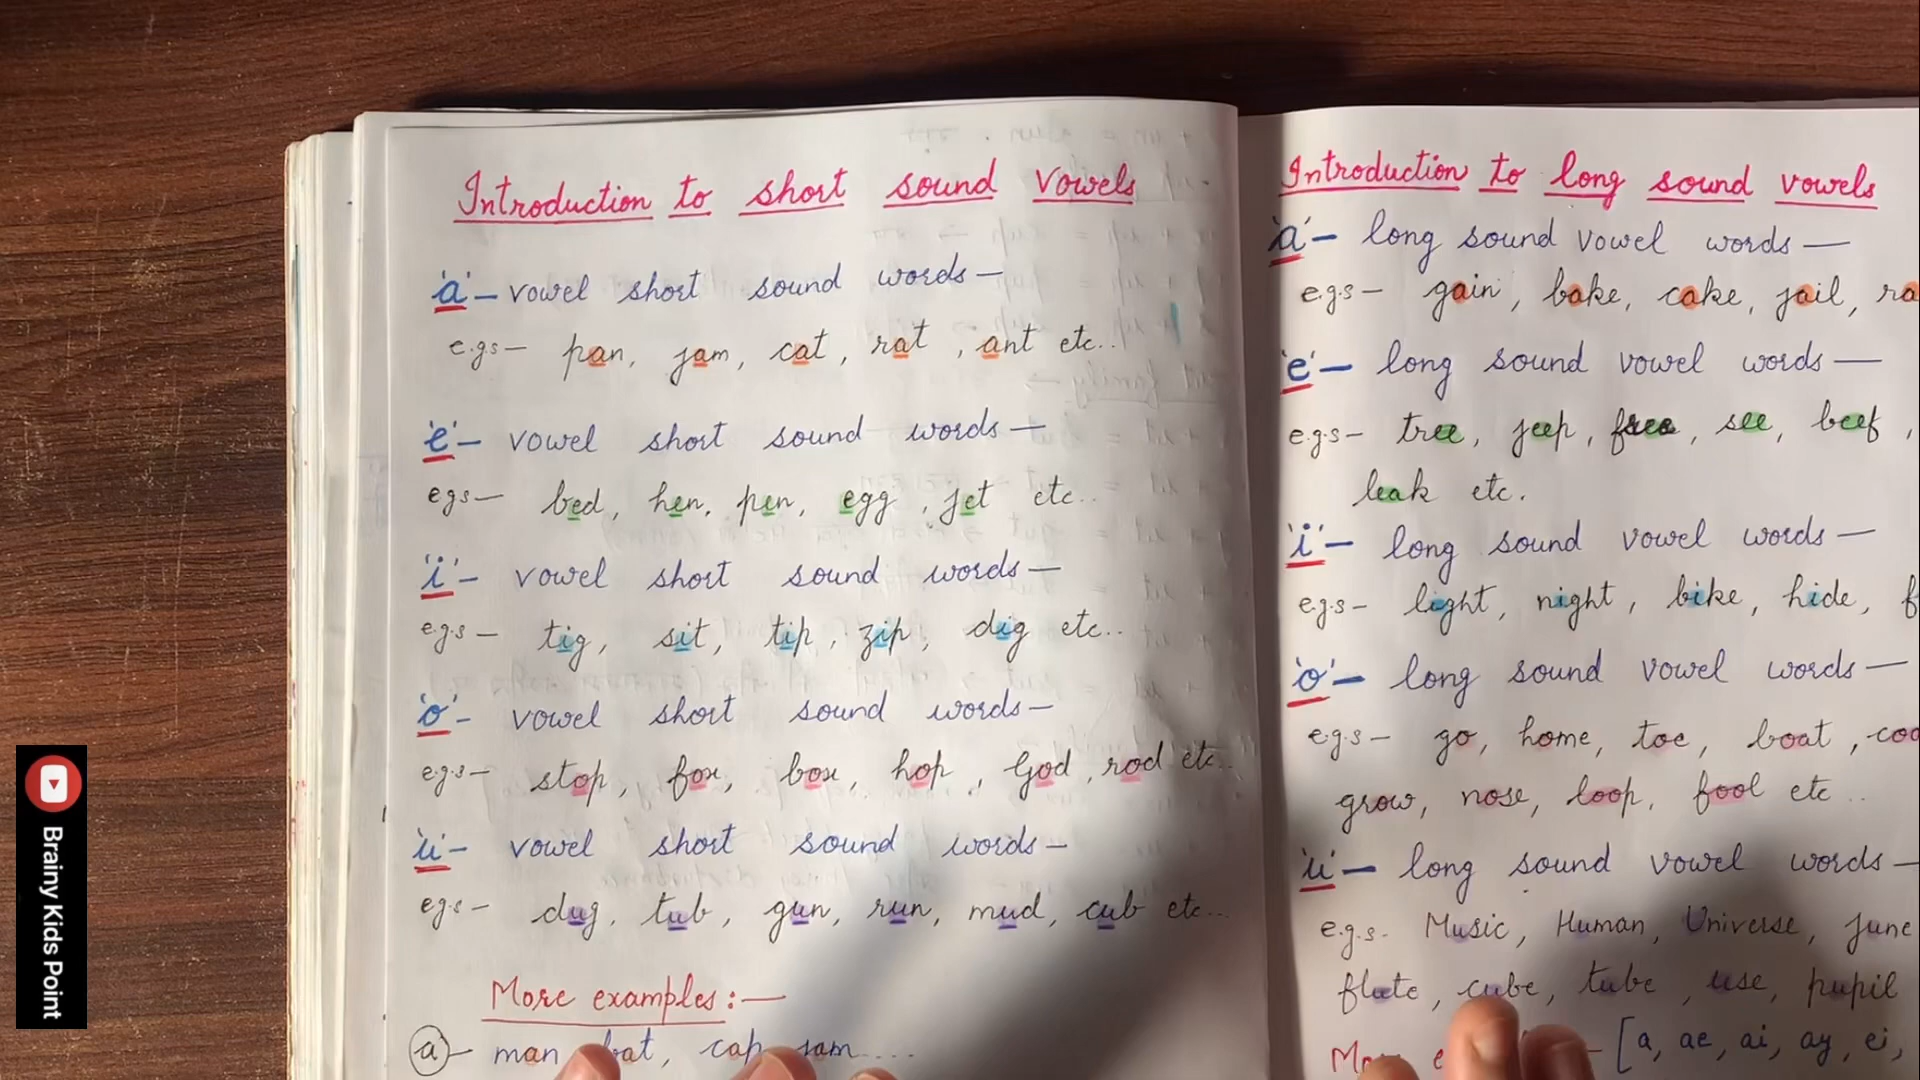 Introduction to short sound vowels
'a' – vowel short sound words –
e.gs – pan, jam, cat, rat, ant etc..
'e' – vowel short sound words –
egs – bed, hen, pen, egg, jet etc..
'i' – vowel short sound words –
e.g.s – tig, sit, tip, zip, dig etc..
'o' – vowel short sound words –
e.g.s – stop, fox, box, hop, God, rod etc..
'u' – vowel short sound words –
e.g.s – dug, tub, gun, run, mud, cub etc...
More examples :–
(a) – man bat, cap,
Introduction to long sound vowels
'a' – long sound vowel words –
e.g.s – gain, bake, cake, jail,
'e' – long sound vowel words –
e.g.s – tree, jeep, free, see, beef,
leak etc.
'i' – long sound vowel words –
e.g.s – light, night, bike, hide,
'o' – long sound vowel words –
e.g.s – go, home, toe, boat,
grow, nose, loop, fool etc..
'u' – long sound vowel words –
e.g.s. Music, Human, Universe, June
flute, cube, tube, use, pupil
– [a, ae, ai, ay, ei,
Brainy Kids Point